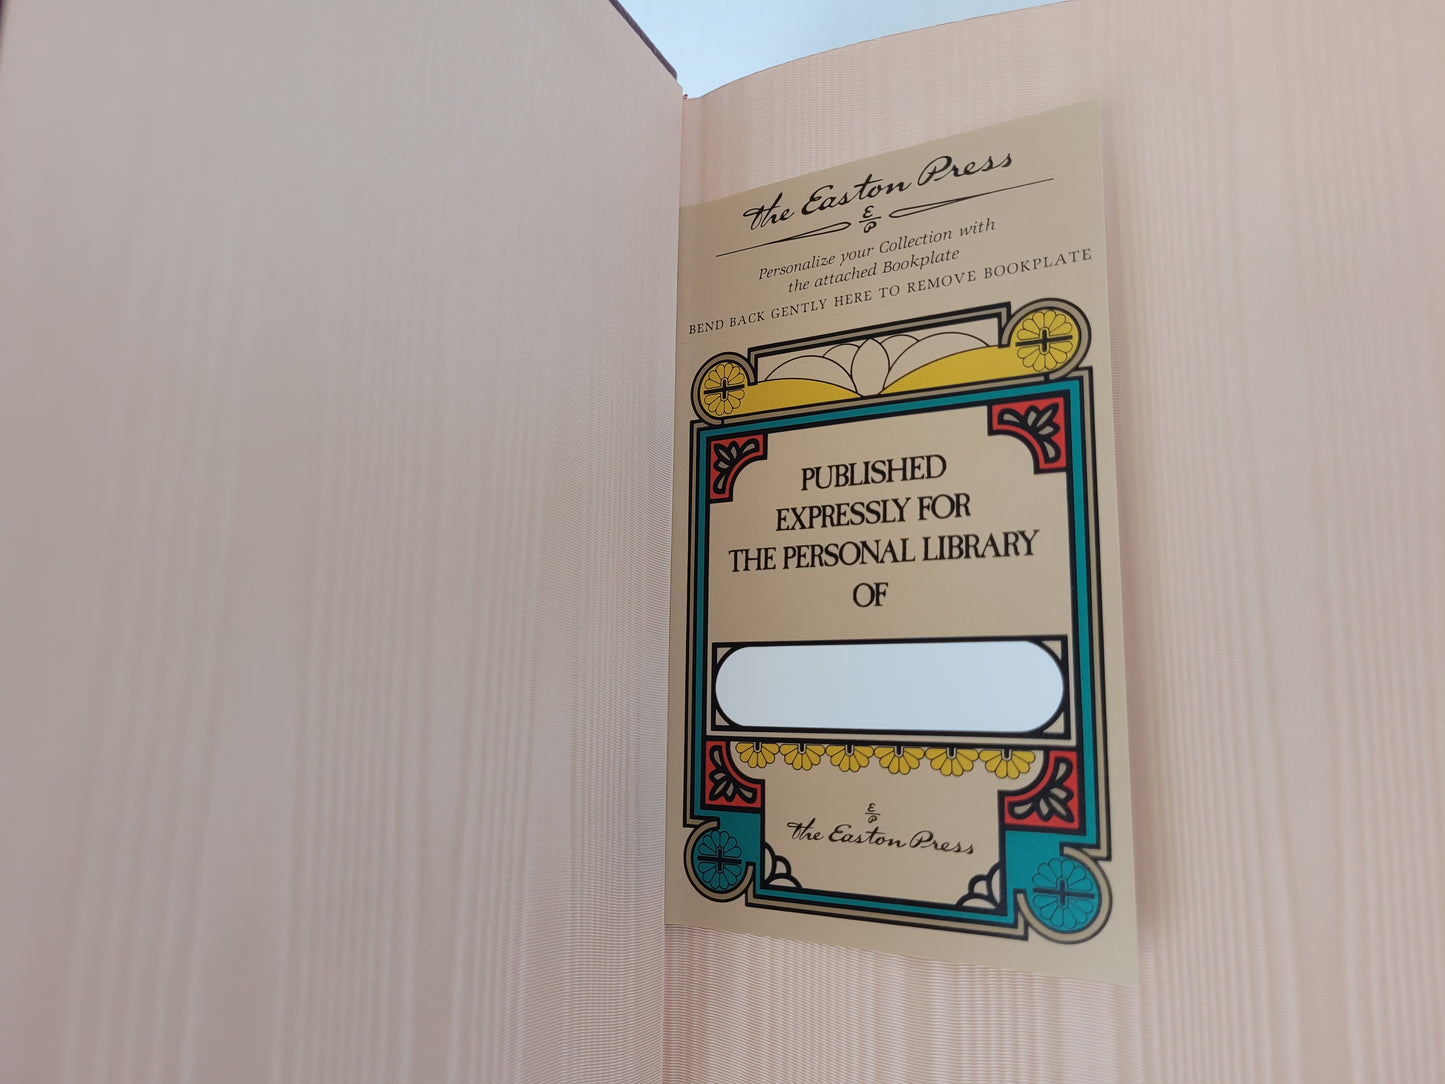 The Easton Press
E
P
Personalize your Collection with
the attached Bookplate
BEND BACK GENTLY HERE TO REMOVE BOOKPLATE
PUBLISHED
EXPRESSLY FOR
THE PERSONAL LIBRARY
OF
E
P
The Easton Press